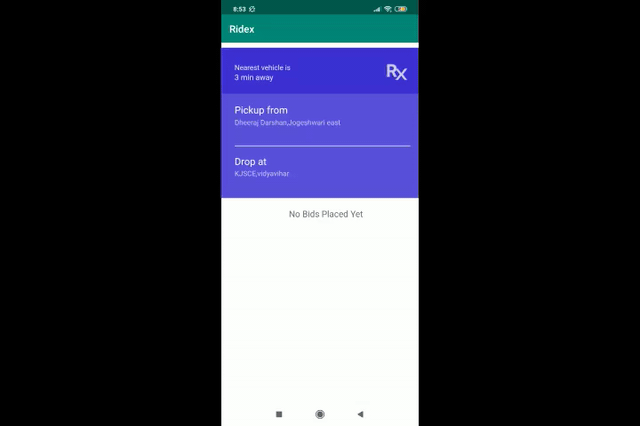 8:53
Ridex
Nearest vehicle is
3 min away
Rx
Pickup from
Dheeraj Darshan,Jogeshwari east
Drop at
KJSCE,vidyavihar
No Bids Placed Yet